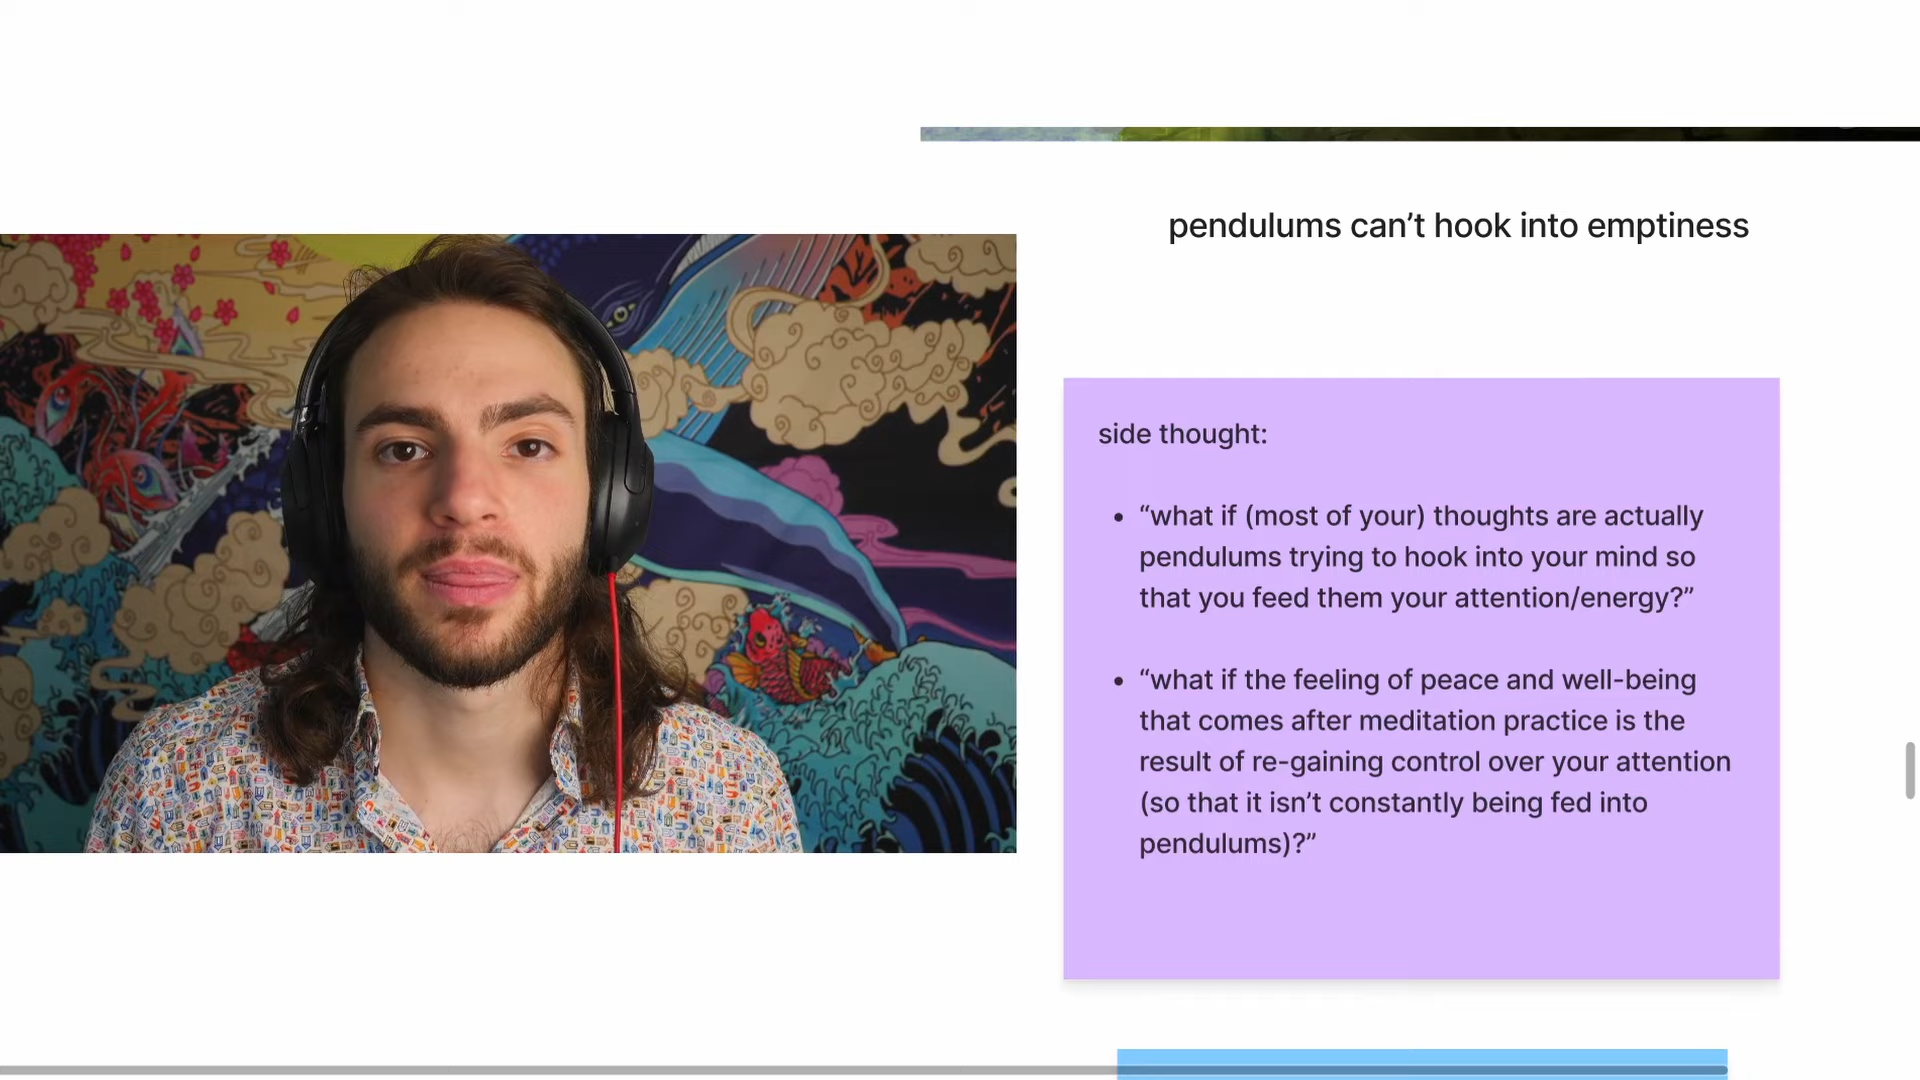 pendulums can’t hook into emptiness
side thought:
• “what if (most of your) thoughts are actually
pendulums trying to hook into your mind so
that you feed them your attention/energy?”
• “what if the feeling of peace and well-being
that comes after meditation practice is the
result of re-gaining control over your attention
(so that it isn’t constantly being fed into
pendulums)?”